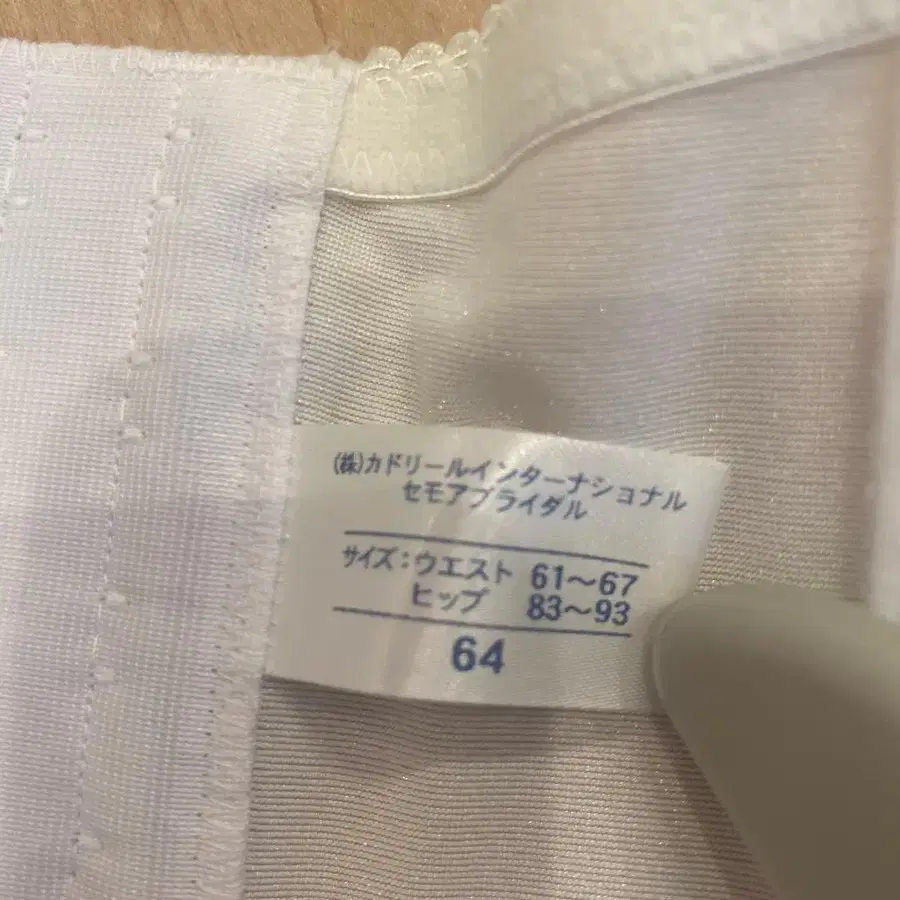 (株)カドリールインターナショナル
セモアブライダル
サイズ:ウエスト 61～67
ヒップ 83～93
64